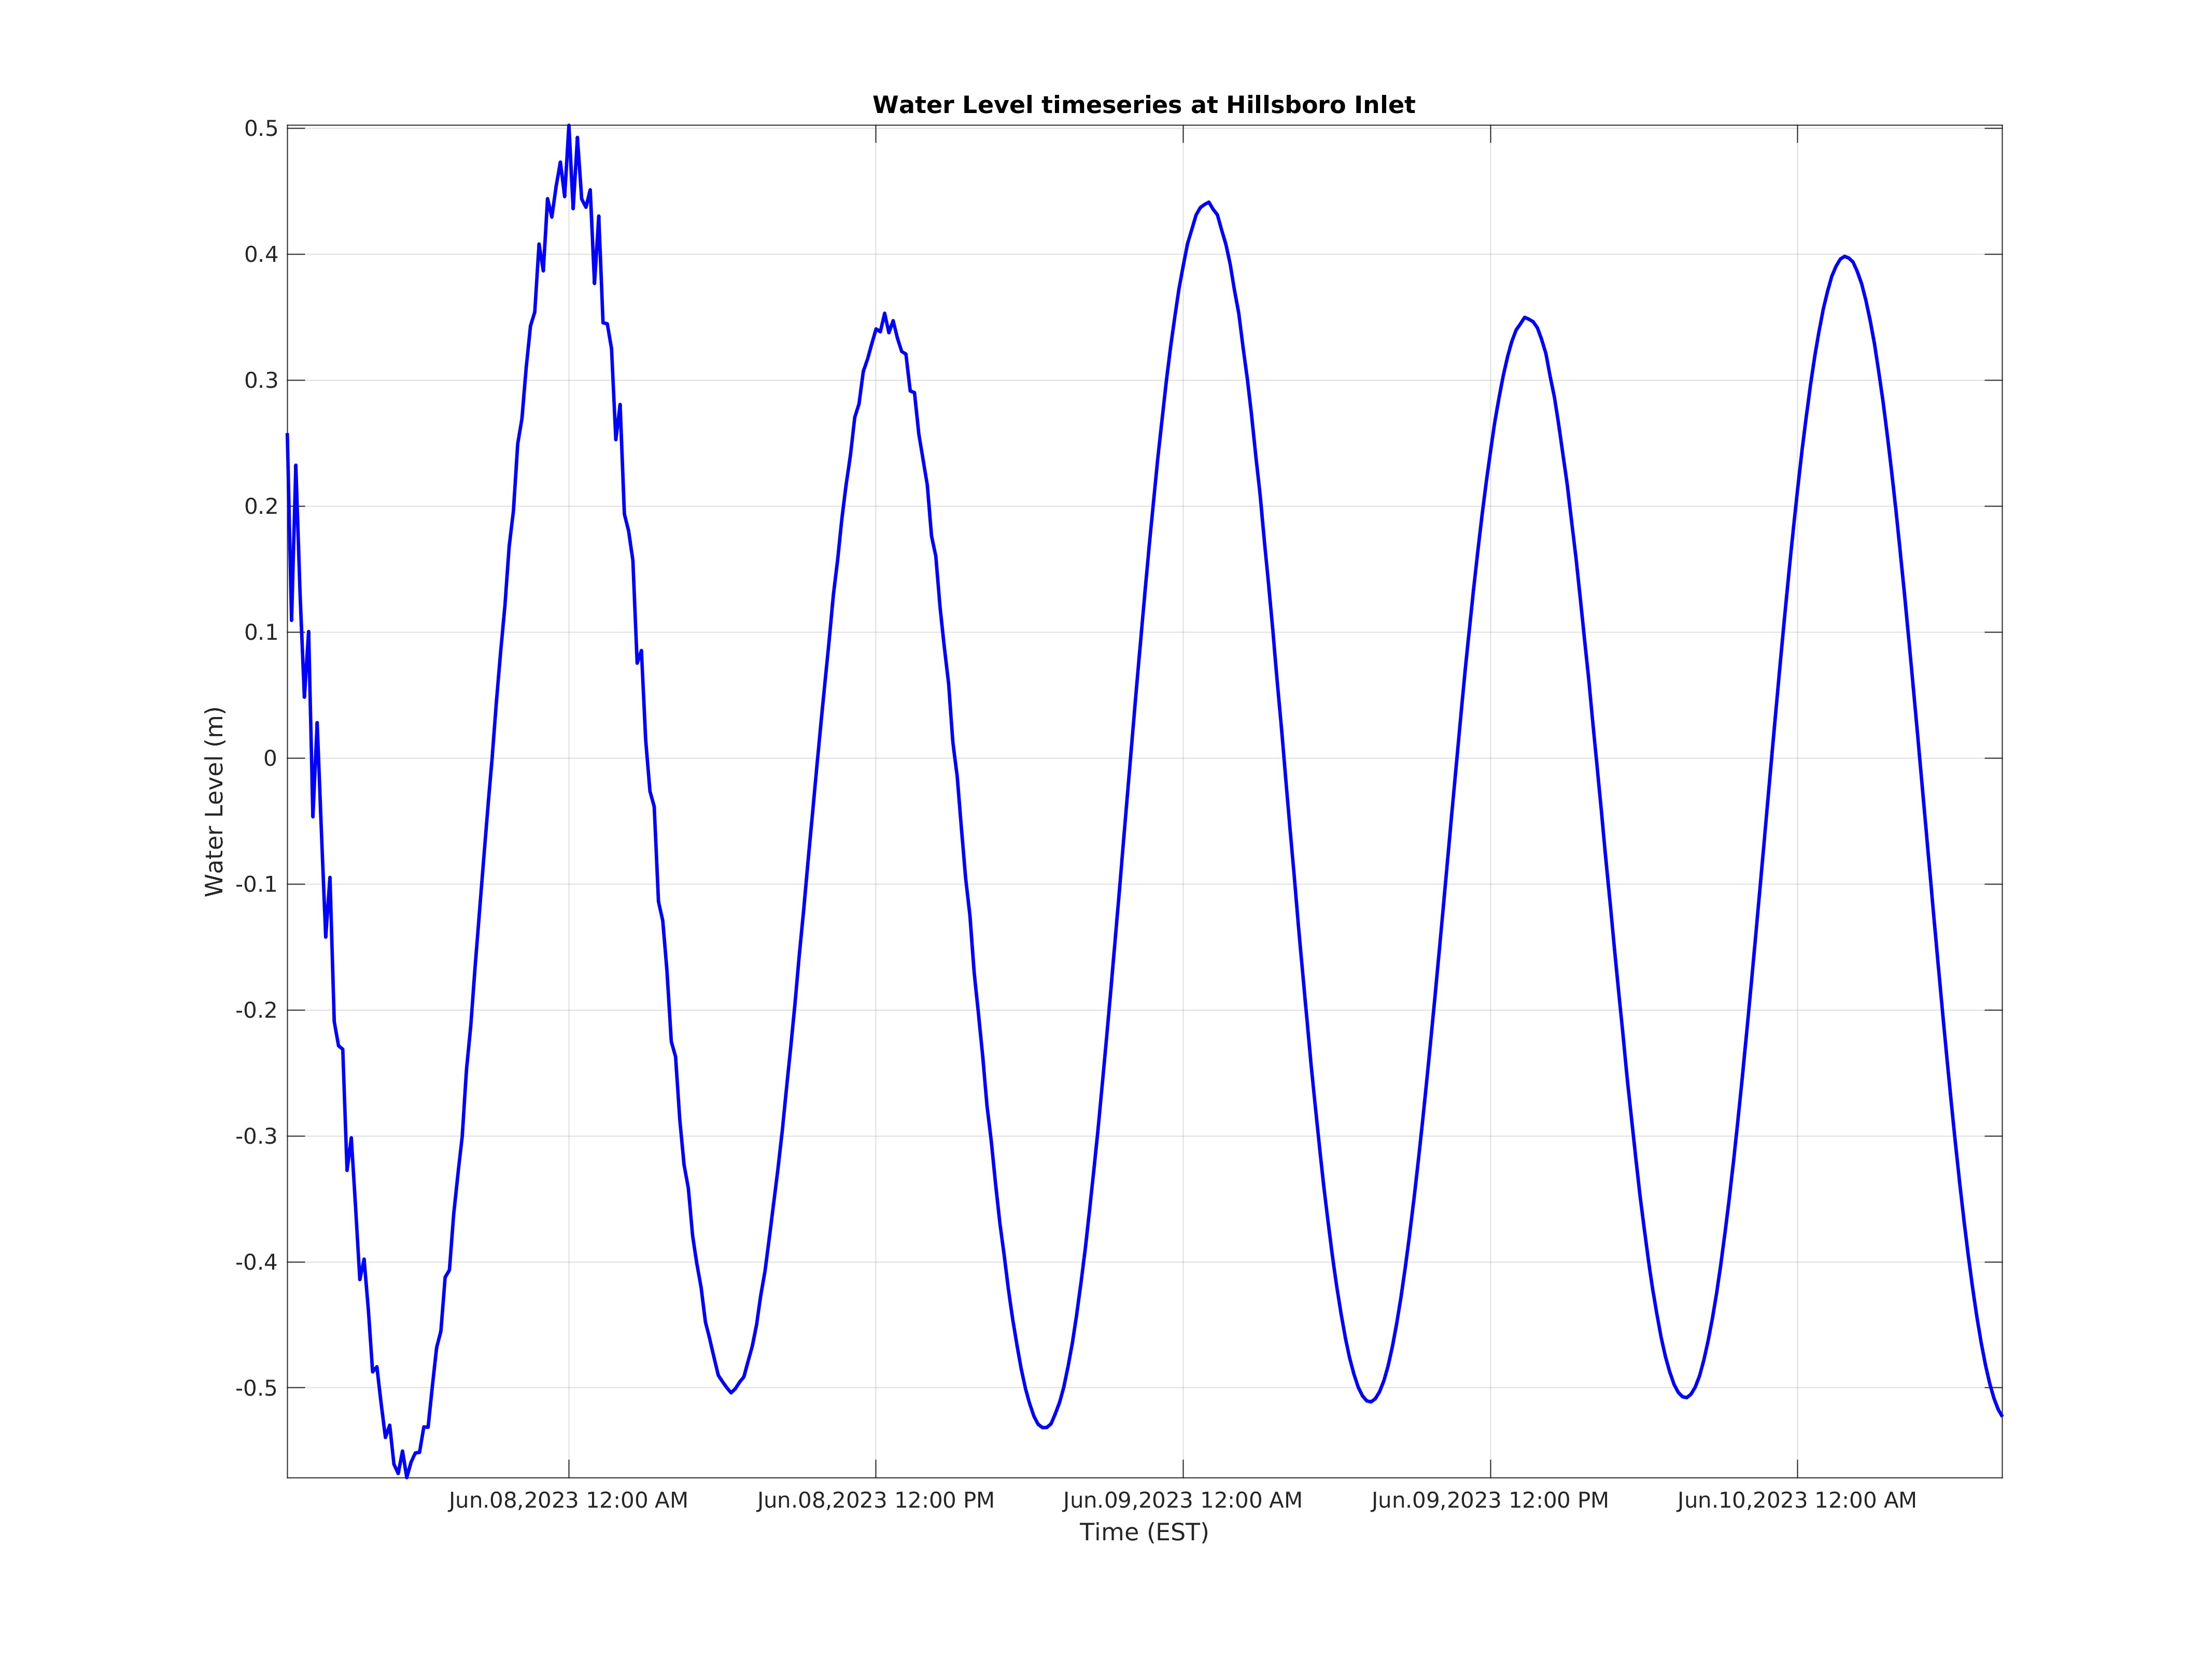 Water Level timeseries at Hillsboro Inlet
0.5
0.4
0.3
0.2
0.1
0
-0.1
-0.2
-0.3
-0.4
-0.5
Water Level (m)
Jun.08,2023 12:00 AM
Jun.08,2023 12:00 PM
Jun.09,2023 12:00 AM
Jun.09,2023 12:00 PM
Jun.10,2023 12:00 AM
Time (EST)